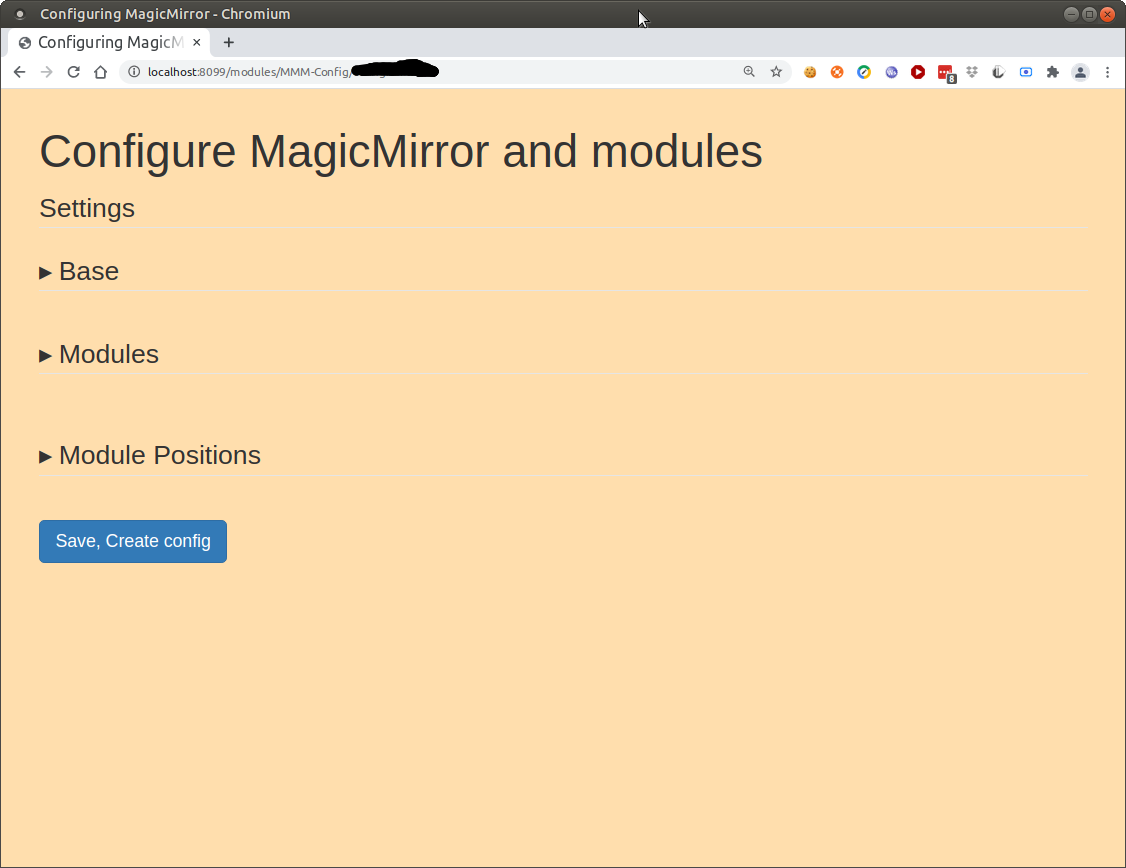 Configuring MagicMirror - Chromium
Configuring MagicM
localhost:8099/modules/MMM-Config/
8
Configure MagicMirror and modules
Settings
▸ Base
▸ Modules
▸ Module Positions
Save, Create config